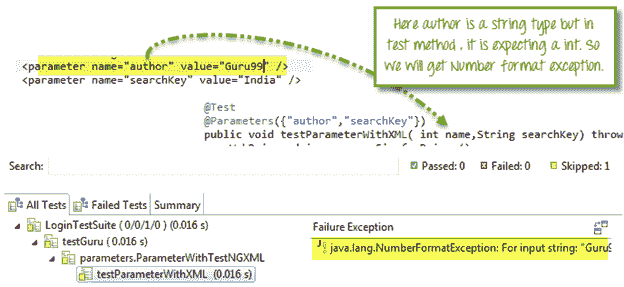 Here author is a string type but in
test method , it is expecting a int. So
we will get Number format exception.
<parameter name="author" value="Guru99" />
<parameter name="searchKey" value="India" />
@Test
@Parameters({"author","searchKey"})
public void testParameterWithXML( int name,String searchKey) throw
Search:
Passed: 0
Failed: 0
Skipped: 1
All Tests
Failed Tests
Summary
LoginTestSuite ( 0/0/1/0 ) (0.016 s)
Failure Exception
testGuru ( 0.016 s)
java.lang.NumberFormatException: For input string: "Guru9
parameters.ParameterWithTestNGXML
testParameterWithXML (0.016 s)